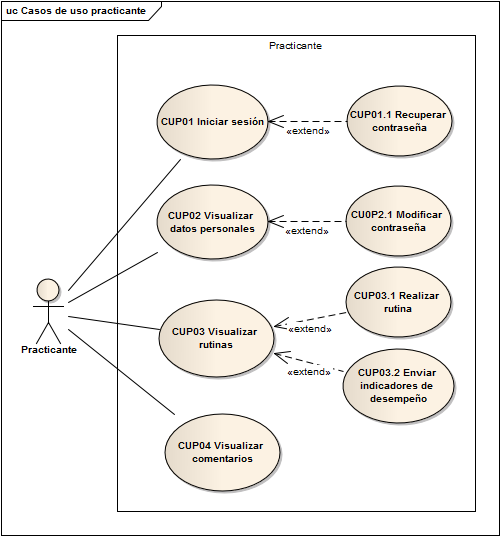 uc Casos de uso practicante
Practicante
CUP01 Iniciar sesión
«extend»
CUP01.1 Recuperar
contraseña
CUP02 Visualizar
datos personales
«extend»
CU0P2.1 Modificar
contraseña
Practicante
CUP03 Visualizar
rutinas
«extend»
CUP03.1 Realizar
rutina
«extend»
CUP03.2 Enviar
indicadores de
desempeño
CUP04 Visualizar
comentarios